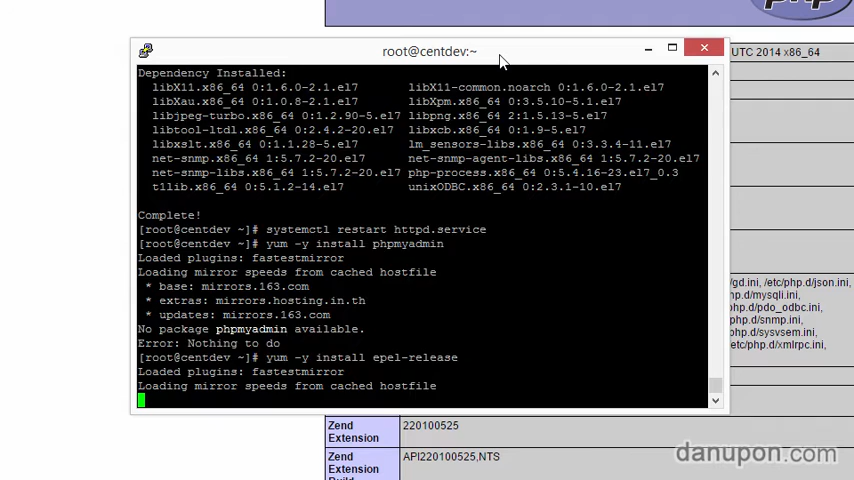 php
root@centdev:~
UTC 2014 x86_64
Dependency Installed:
libX11.x86_64 0:1.6.0-2.1.el7 libX11-common.noarch 0:1.6.0-2.1.el7
libXau.x86_64 0:1.0.8-2.1.el7 libXpm.x86_64 0:3.5.10-5.1.el7
libjpeg-turbo.x86_64 0:1.2.90-5.el7 libpng.x86_64 2:1.5.13-5.el7
libtool-ltdl.x86_64 0:2.4.2-20.el7 libxcb.x86_64 0:1.9-5.el7
libxslt.x86_64 0:1.1.28-5.el7 lm_sensors-libs.x86_64 0:3.3.4-11.el7
net-snmp.x86_64 1:5.7.2-20.el7 net-snmp-agent-libs.x86_64 1:5.7.2-20.el7
net-snmp-libs.x86_64 1:5.7.2-20.el7 php-process.x86_64 0:5.4.16-23.el7_0.3
t1lib.x86_64 0:5.1.2-14.el7 unixODBC.x86_64 0:2.3.1-10.el7
Complete!
[root@centdev ~]# systemctl restart httpd.service
[root@centdev ~]# yum -y install phpmyadmin
Loaded plugins: fastestmirror
Loading mirror speeds from cached hostfile
* base: mirrors.163.com
* extras: mirrors.hosting.in.th
* updates: mirrors.163.com
No package phpmyadmin available.
Error: Nothing to do
[root@centdev ~]# yum -y install epel-release
Loaded plugins: fastestmirror
Loading mirror speeds from cached hostfile
/gd.ini, /etc/php.d/json.ini,
hp.d/mysqli.ini,
php.d/pdo_odbc.ini,
php.d/snmp.ini,
hp.d/sysvsem.ini,
etc/php.d/xmlrpc.ini,
Zend Extension 220100525
Zend Extension API220100525,NTS
danupon.com